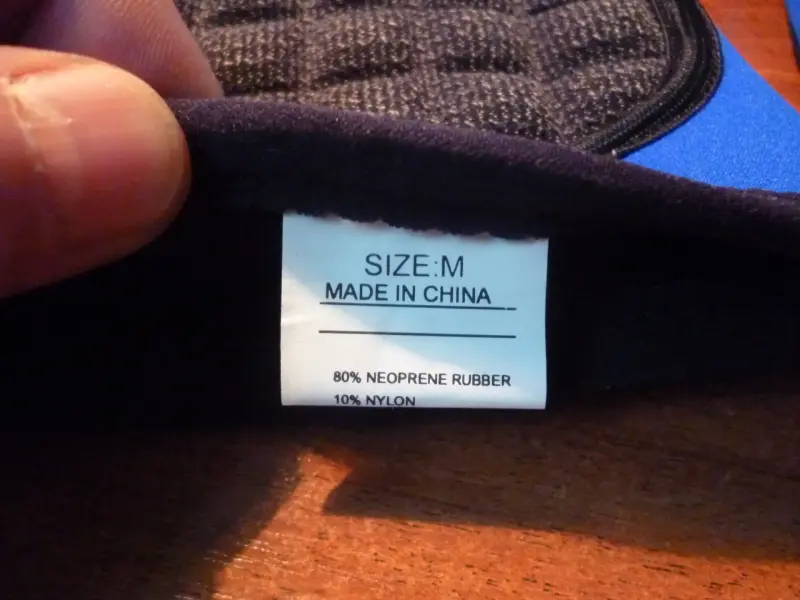 SIZE:M
MADE IN CHINA
80% NEOPRENE RUBBER
10% NYLON